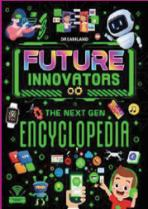 DREAMLAND
FUTURE
INNOVATORS
THE NEXT GEN
ENCYCLOPEDIA